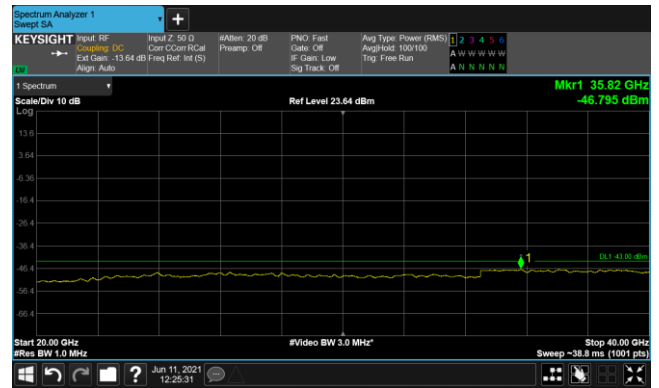 Spectrum Analyzer 1
Swept SA
+
KEYSIGHT Input: RF Input Z: 50 Ω #Atten: 20 dB PNO: Fast Avg Type: Power (RMS) 1 2 3 4 5 6
Coupling: DC Corr CCorr RCal Preamp: Off Gate: Off Avg|Hold: 100/100 A W W W W W
Ext Gain: -13.64 dB Freq Ref: Int (S) IF Gain: Low Trig: Free Run
Align: Auto Sig Track: Off A N N N N N
1 Spectrum Mkr1 35.82 GHz
Scale/Div 10 dB Ref Level 23.64 dBm -46.795 dBm
Log
13.6
3.64
-6.36
-16.4
-26.4
-36.4
1
DL1 -43.00 dBm
-46.4
-56.4
-66.4
Start 20.00 GHz #Video BW 3.0 MHz* Stop 40.00 GHz
#Res BW 1.0 MHz Sweep ~38.8 ms (1001 pts)
? Jun 11, 2021
12:25:31